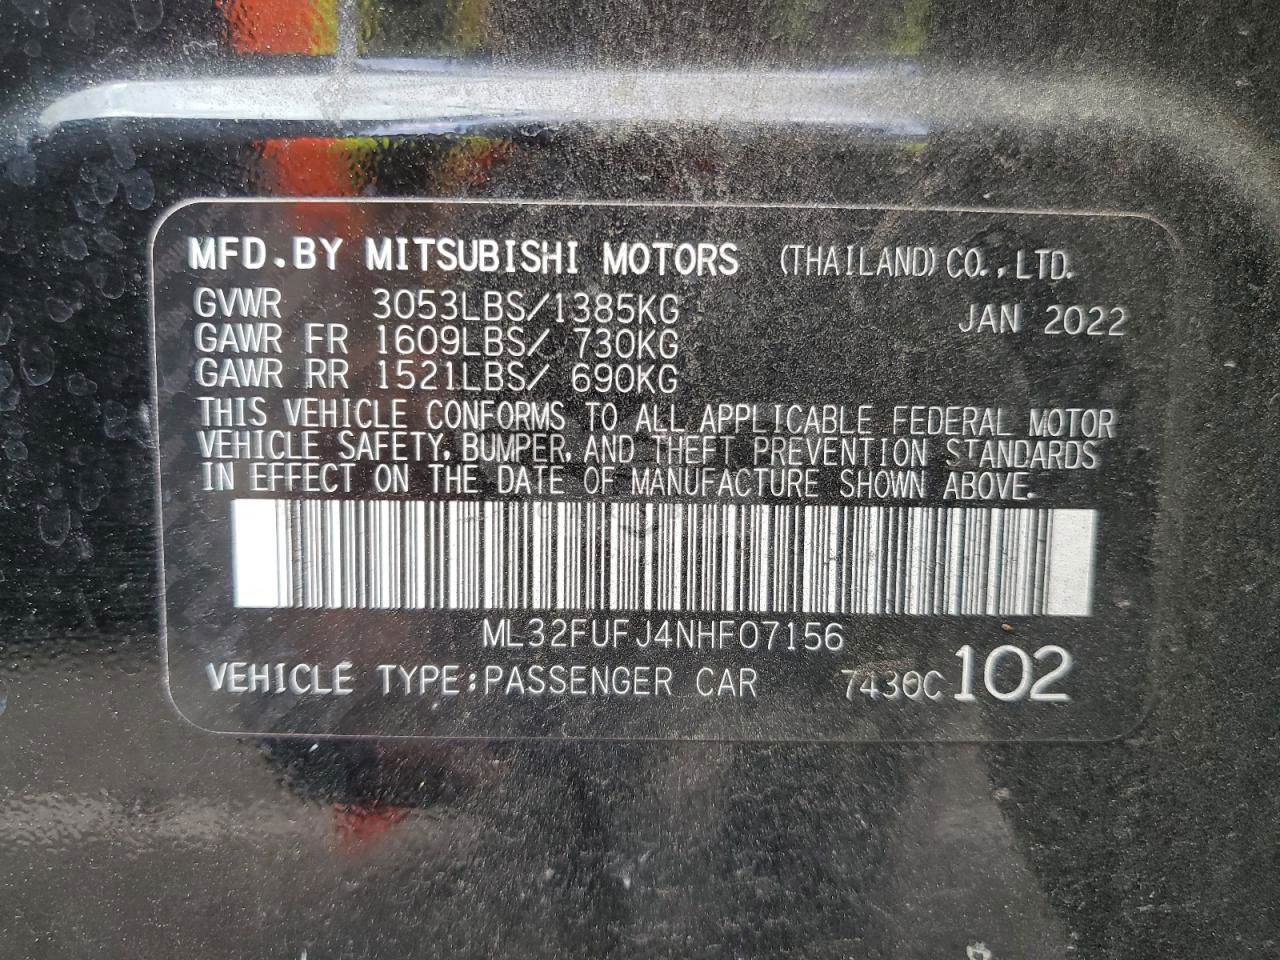 MFD.BY MITSUBISHI MOTORS (THAILAND) CO.,LTD.
GVWR 3053LBS/1385KG JAN 2022
GAWR FR 1609LBS/ 730KG
GAWR RR 1521LBS/ 690KG
THIS VEHICLE CONFORMS TO ALL APPLICABLE FEDERAL MOTOR
VEHICLE SAFETY, BUMPER, AND THEFT PREVENTION STANDARDS
IN EFFECT ON THE DATE OF MANUFACTURE SHOWN ABOVE.
ML32FUFJ4NHF07156
VEHICLE TYPE:PASSENGER CAR 7430C 102